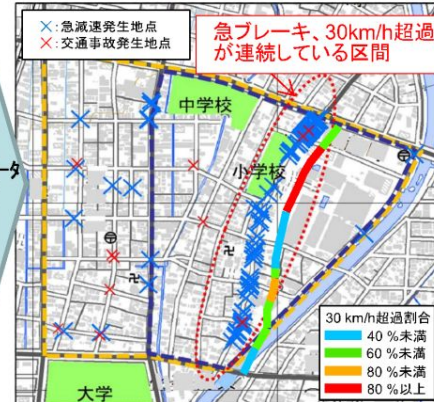 ：急減速発生地点
：交通事故発生地点
急ブレーキ、30km/h超過
が連続している区間
中学校
小学校
大学
ータ
30 km/h超過割合
40 %未満
60 %未満
80 %未満
80 %以上